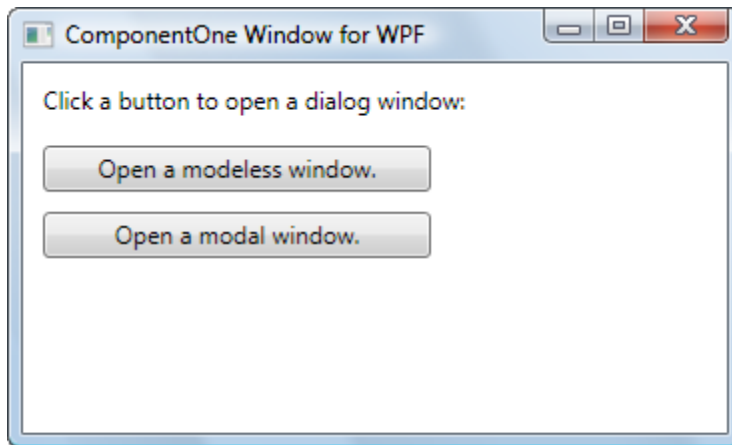 ComponentOne Window for WPF
Click a button to open a dialog window:
Open a modeless window.
Open a modal window.